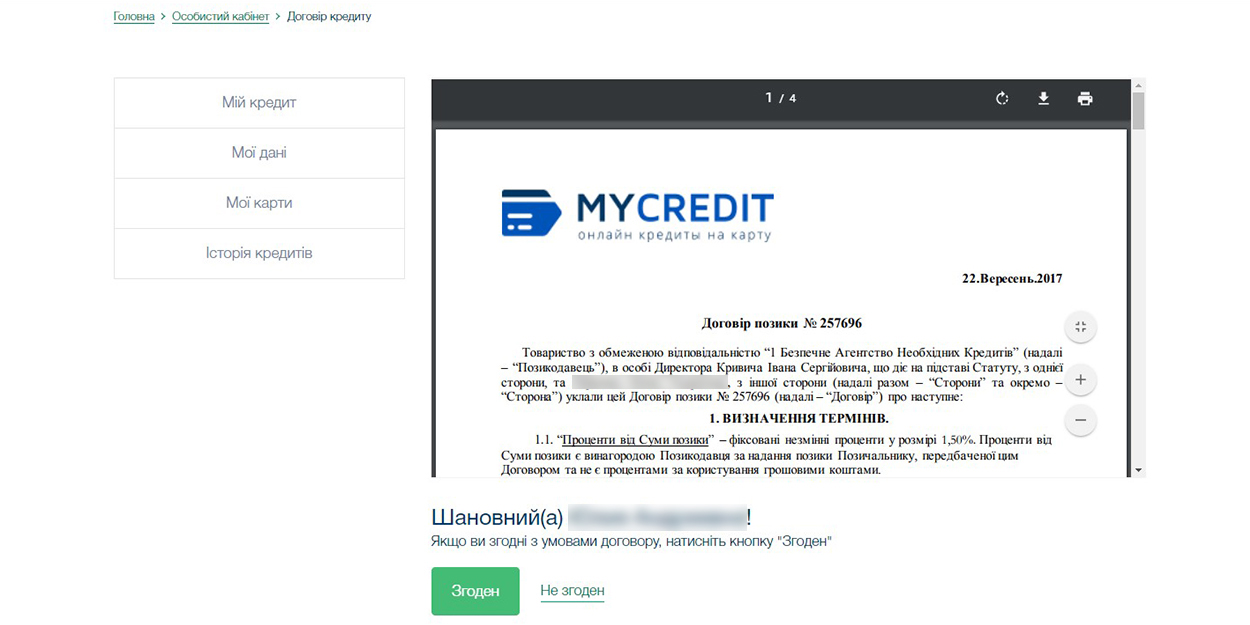 Головна > Особистий кабінет > Договір кредиту
Мій кредит
Мої дані
Мої карти
Історія кредитів
1 / 4
MYCREDIT
онлайн кредиты на карту
22.Вересень.2017
Договір позики № 257696
Товариство з обмеженою відповідальністю “1 Безпечне Агентство Необхідних Кредитів” (надалі
– “Позикодавець”), в особі Директора Кривича Івана Сергійовича, що діє на підставі Статуту, з однієї
сторони, та , з іншої сторони (надалі разом – “Сторони” та окремо –
“Сторона”) уклали цей Договір позики № 257696 (надалі – “Договір”) про наступне:
1. ВИЗНАЧЕННЯ ТЕРМІНІВ.
1.1. “Проценти від Суми позики” – фіксовані незмінні проценти у розмірі 1,50%. Проценти від
Суми позики є винагородою Позикодавця за надання позики Позичальнику, передбаченої цим
Договором та не є процентами за користування грошовими коштами.
Шановний(а) !
Якщо ви згодні з умовами договору, натисніть кнопку "Згоден"
Згоден
Не згоден